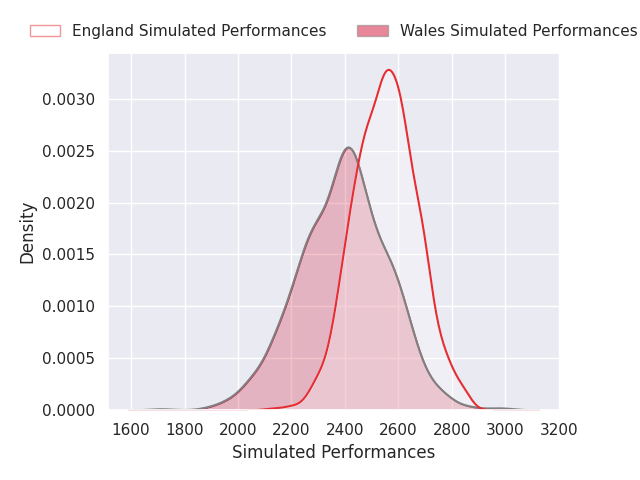 England Simulated Performances
Wales Simulated Performances
0.0030
0.0025
0.0020
0.0015
0.0010
0.0005
0.0000
Density
1600 1800 2000 2200 2400 2600 2800 3000 3200
Simulated Performances